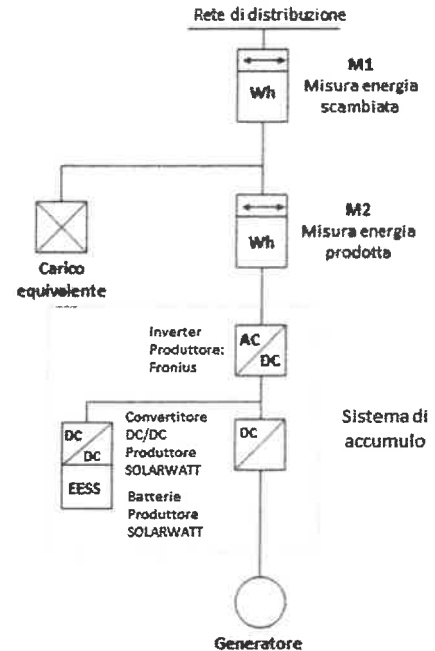 Rete di distribuzione
M1
Misura energia
scambiata
Wh
M2
Misura energia
prodotta
Wh
Carico
equivalente
Inverter
Produttore:
Fronius
AC
DC
Sistema di
accumulo
Convertitore
DC/DC
Produttore
SOLARWATT
DC
DC
DC
EESS
Batterie
Produttore
SOLARWATT
Generatore